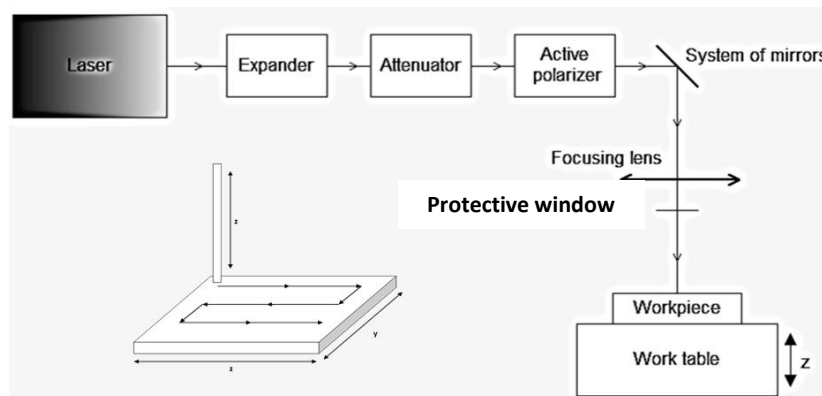 Laser
Expander
Attenuator
Active
polarizer
System of mirrors
Focusing lens
Protective window
z
Workpiece
Work table
Z
y
z